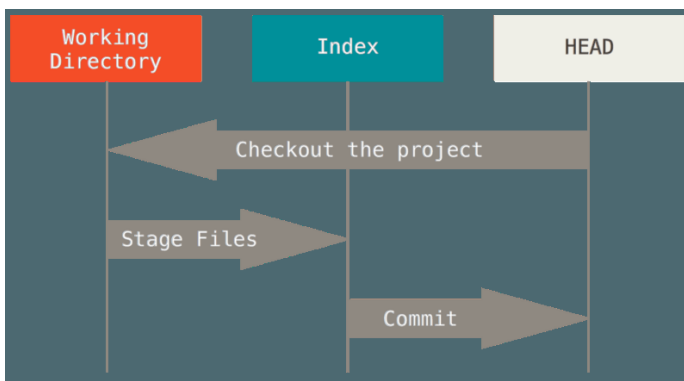 Working
Directory
Index
HEAD
Checkout the project
Stage Files
Commit